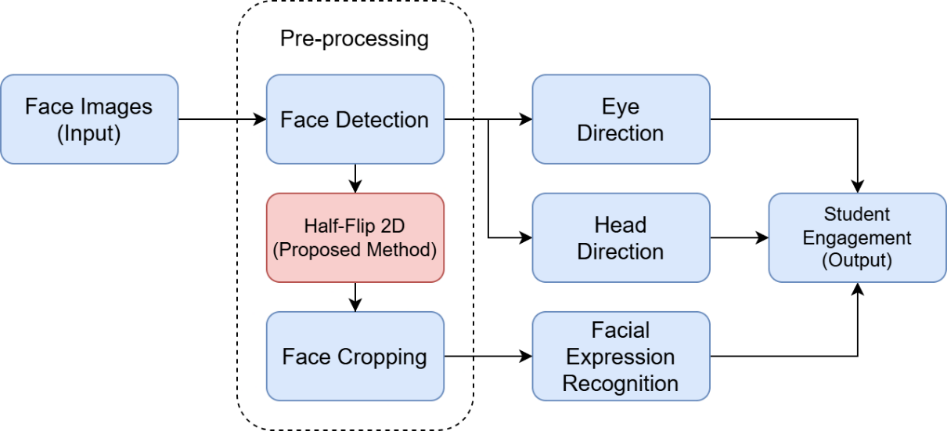 Pre-processing
Face Images
(Input)
Face Detection
Eye
Direction
Half-Flip 2D
(Proposed Method)
Head
Direction
Student
Engagement
(Output)
Face Cropping
Facial
Expression
Recognition